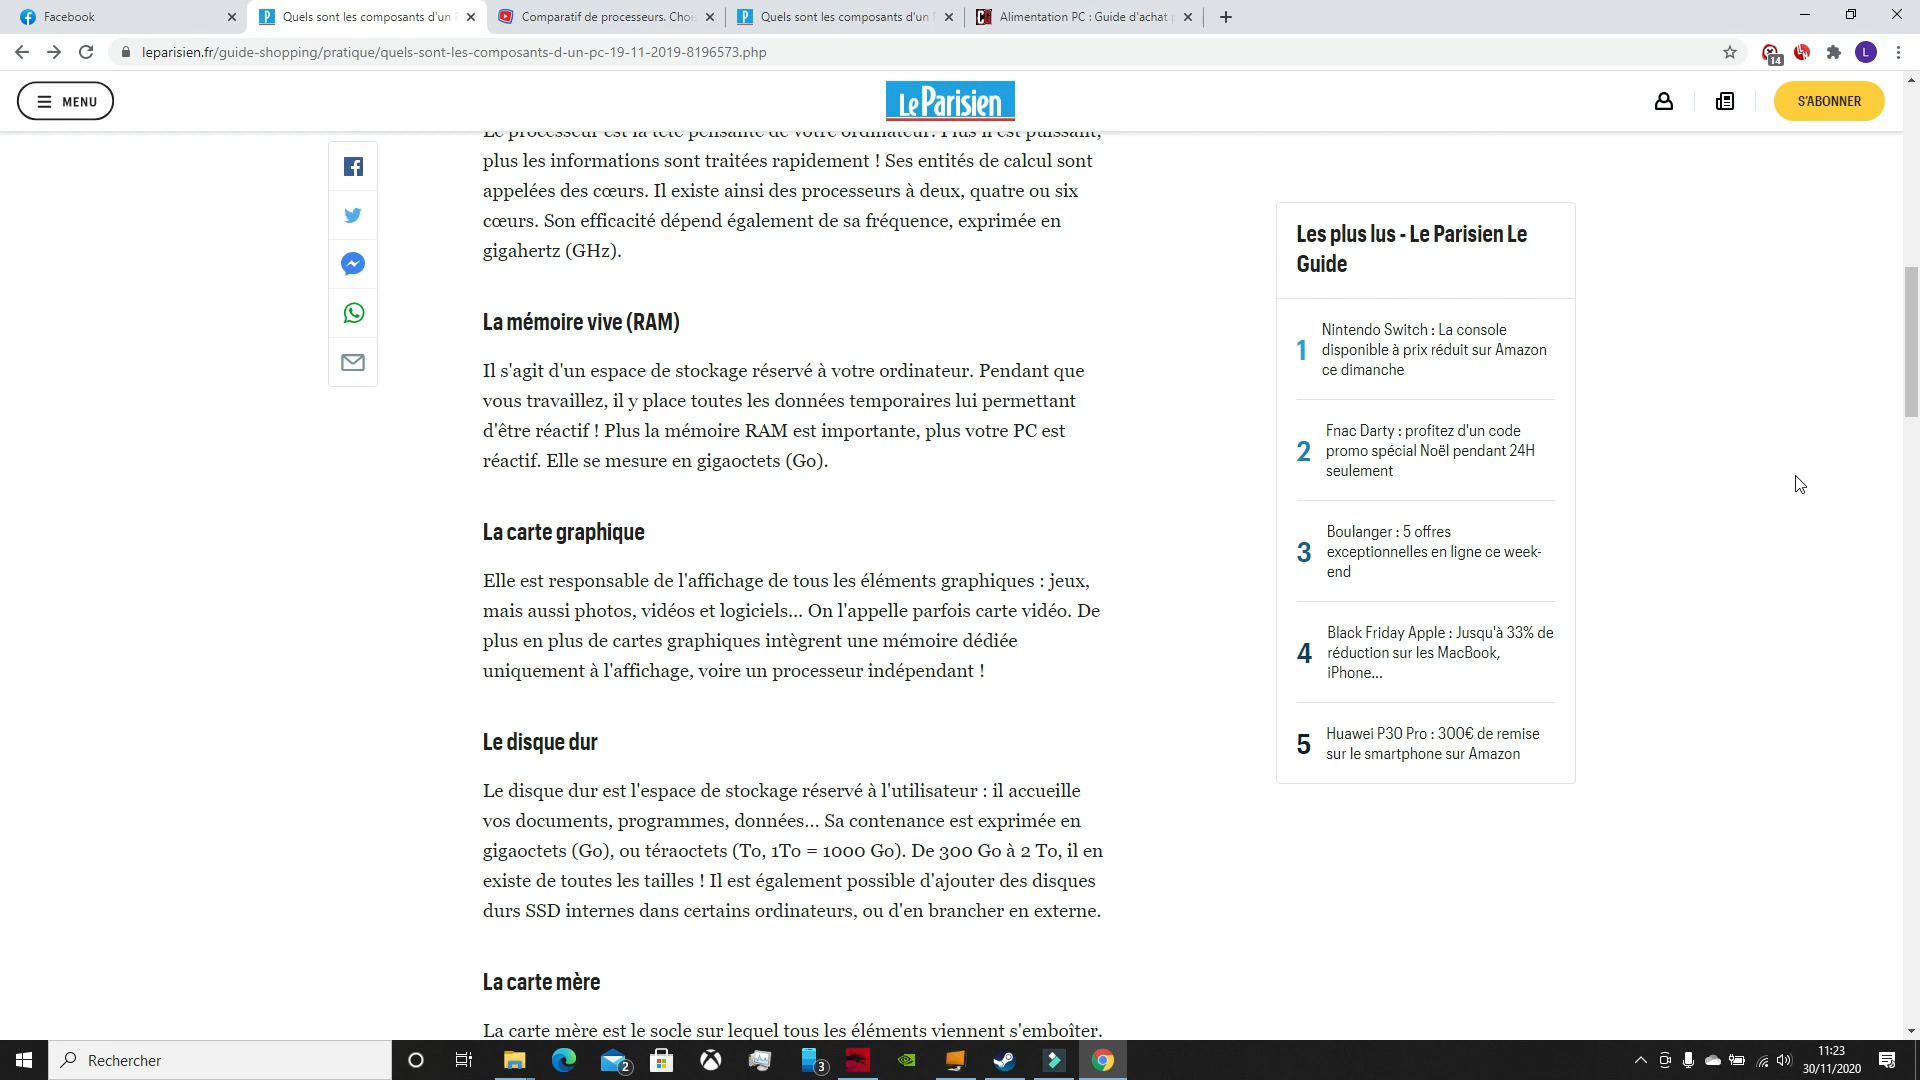 Facebook
Quels sont les composants d'un
Comparatif de processeurs. Choi
Quels sont les composants d'un
Alimentation PC : Guide d'achat
leparisien.fr/guide-shopping/pratique/quels-sont-les-composants-d-un-pc-19-11-2019-8196573.php
14
L
MENU
Le Parisien
S'ABONNER
Le processeur est la tête pensante de votre ordinateur. Plus il est puissant,
plus les informations sont traitées rapidement ! Ses entités de calcul sont
appelées des cœurs. Il existe ainsi des processeurs à deux, quatre ou six
cœurs. Son efficacité dépend également de sa fréquence, exprimée en
gigahertz (GHz).
La mémoire vive (RAM)
Il s'agit d'un espace de stockage réservé à votre ordinateur. Pendant que
vous travaillez, il y place toutes les données temporaires lui permettant
d'être réactif ! Plus la mémoire RAM est importante, plus votre PC est
réactif. Elle se mesure en gigaoctets (Go).
La carte graphique
Elle est responsable de l'affichage de tous les éléments graphiques : jeux,
mais aussi photos, vidéos et logiciels... On l'appelle parfois carte vidéo. De
plus en plus de cartes graphiques intègrent une mémoire dédiée
uniquement à l'affichage, voire un processeur indépendant !
Le disque dur
Le disque dur est l'espace de stockage réservé à l'utilisateur : il accueille
vos documents, programmes, données... Sa contenance est exprimée en
gigaoctets (Go), ou téraoctets (To, 1To = 1000 Go). De 300 Go à 2 To, il en
existe de toutes les tailles ! Il est également possible d'ajouter des disques
durs SSD internes dans certains ordinateurs, ou d'en brancher en externe.
La carte mère
La carte mère est le socle sur lequel tous les éléments viennent s'emboîter.
Les plus lus - Le Parisien Le
Guide
1 Nintendo Switch : La console
disponible à prix réduit sur Amazon
ce dimanche
2 Fnac Darty : profitez d'un code
promo spécial Noël pendant 24H
seulement
3 Boulanger : 5 offres
exceptionnelles en ligne ce week-
end
4 Black Friday Apple : Jusqu'à 33% de
réduction sur les MacBook,
iPhone...
5 Huawei P30 Pro : 300€ de remise
sur le smartphone sur Amazon
Rechercher
2
3
11:23
30/11/2020